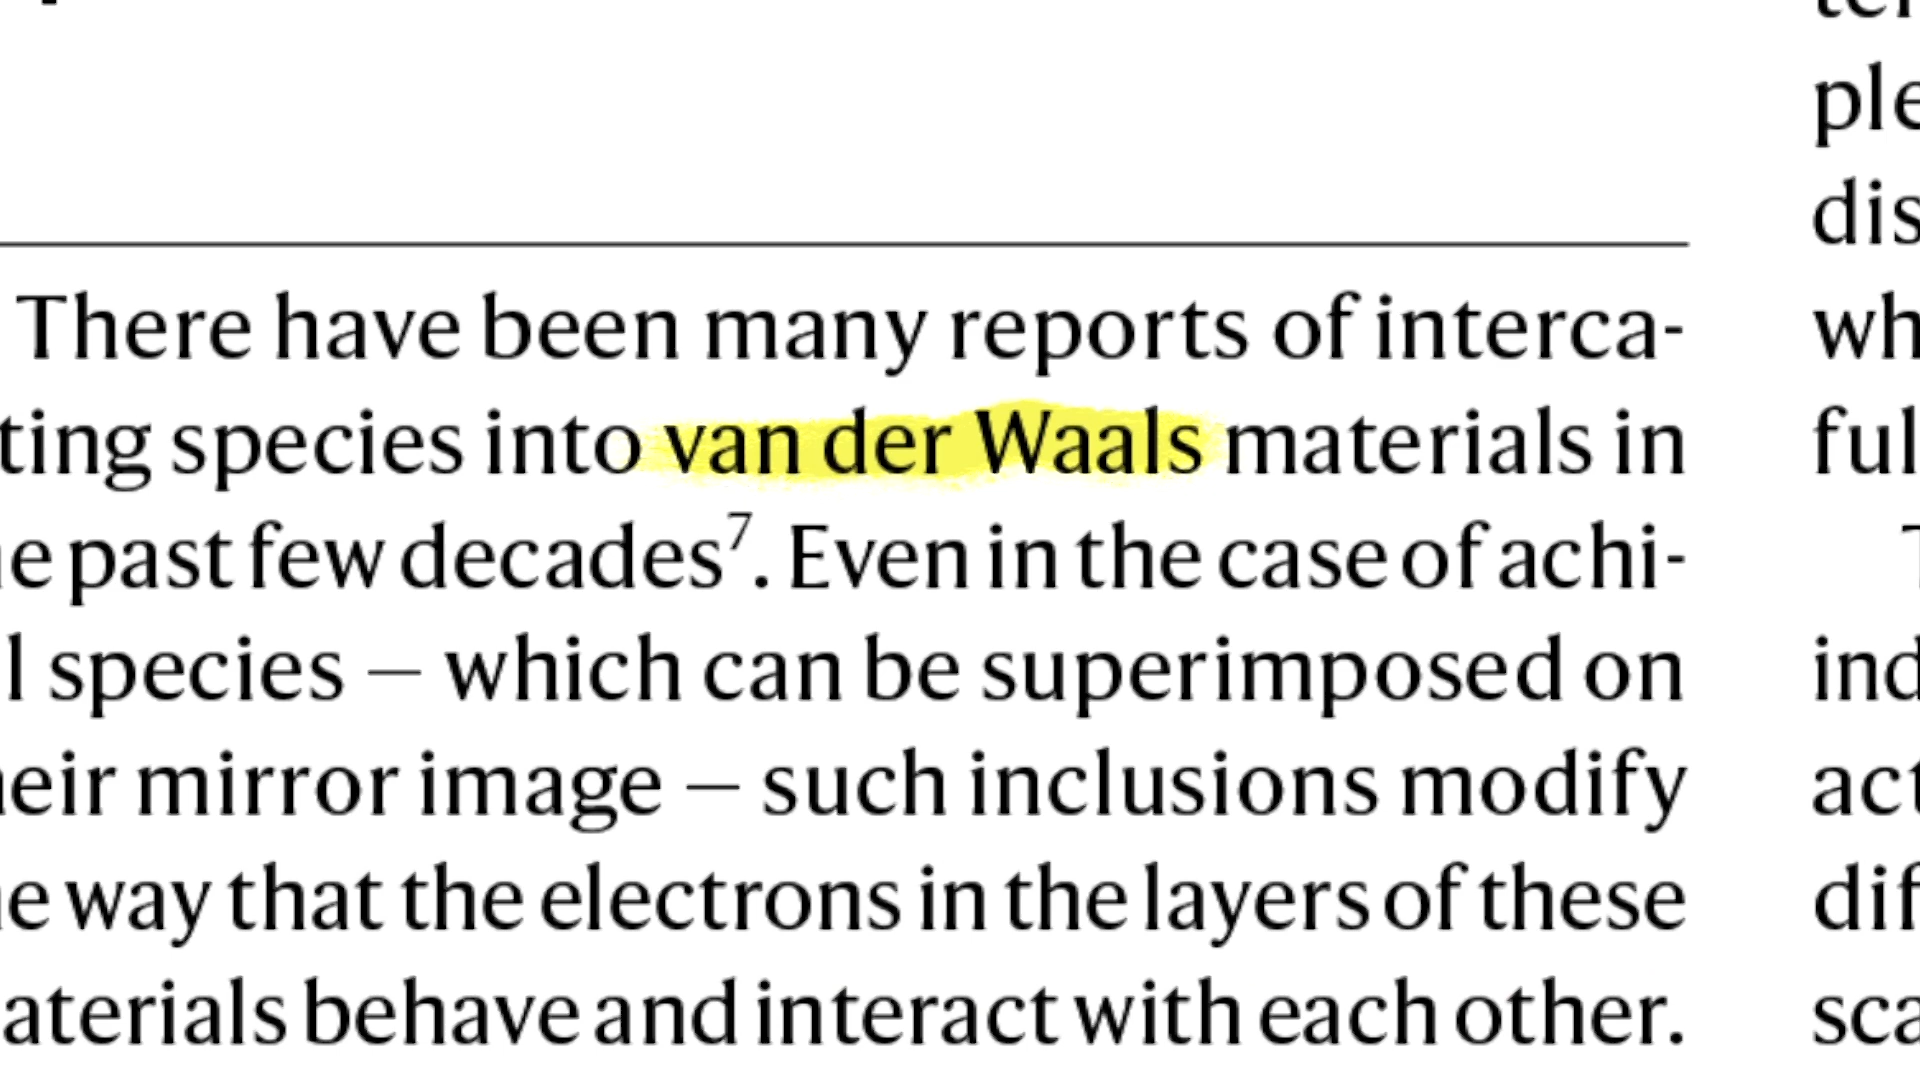 There have been many reports of interca-
ting species into van der Waals materials in
e past few decades⁷. Even in the case of achi-
l species — which can be superimposed on
eir mirror image — such inclusions modify
e way that the electrons in the layers of these
aterials behave and interact with each other.
ple
dis
wh
ful
T
ind
act
dif
sca